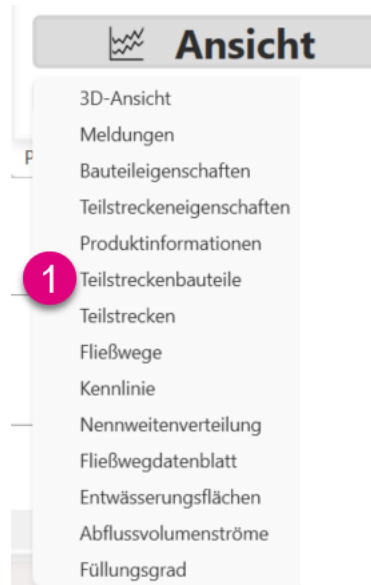 Ansicht
3D-Ansicht
Meldungen
P
Bauteileigenschaften
Teilstreckeneigenschaften
Produktinformationen
1 Teilstreckenbauteile
Teilstrecken
Fließwege
Kennlinie
Nennweitenverteilung
Fließwegdatenblatt
Entwässerungsflächen
Abflussvolumenströme
Füllungsgrad